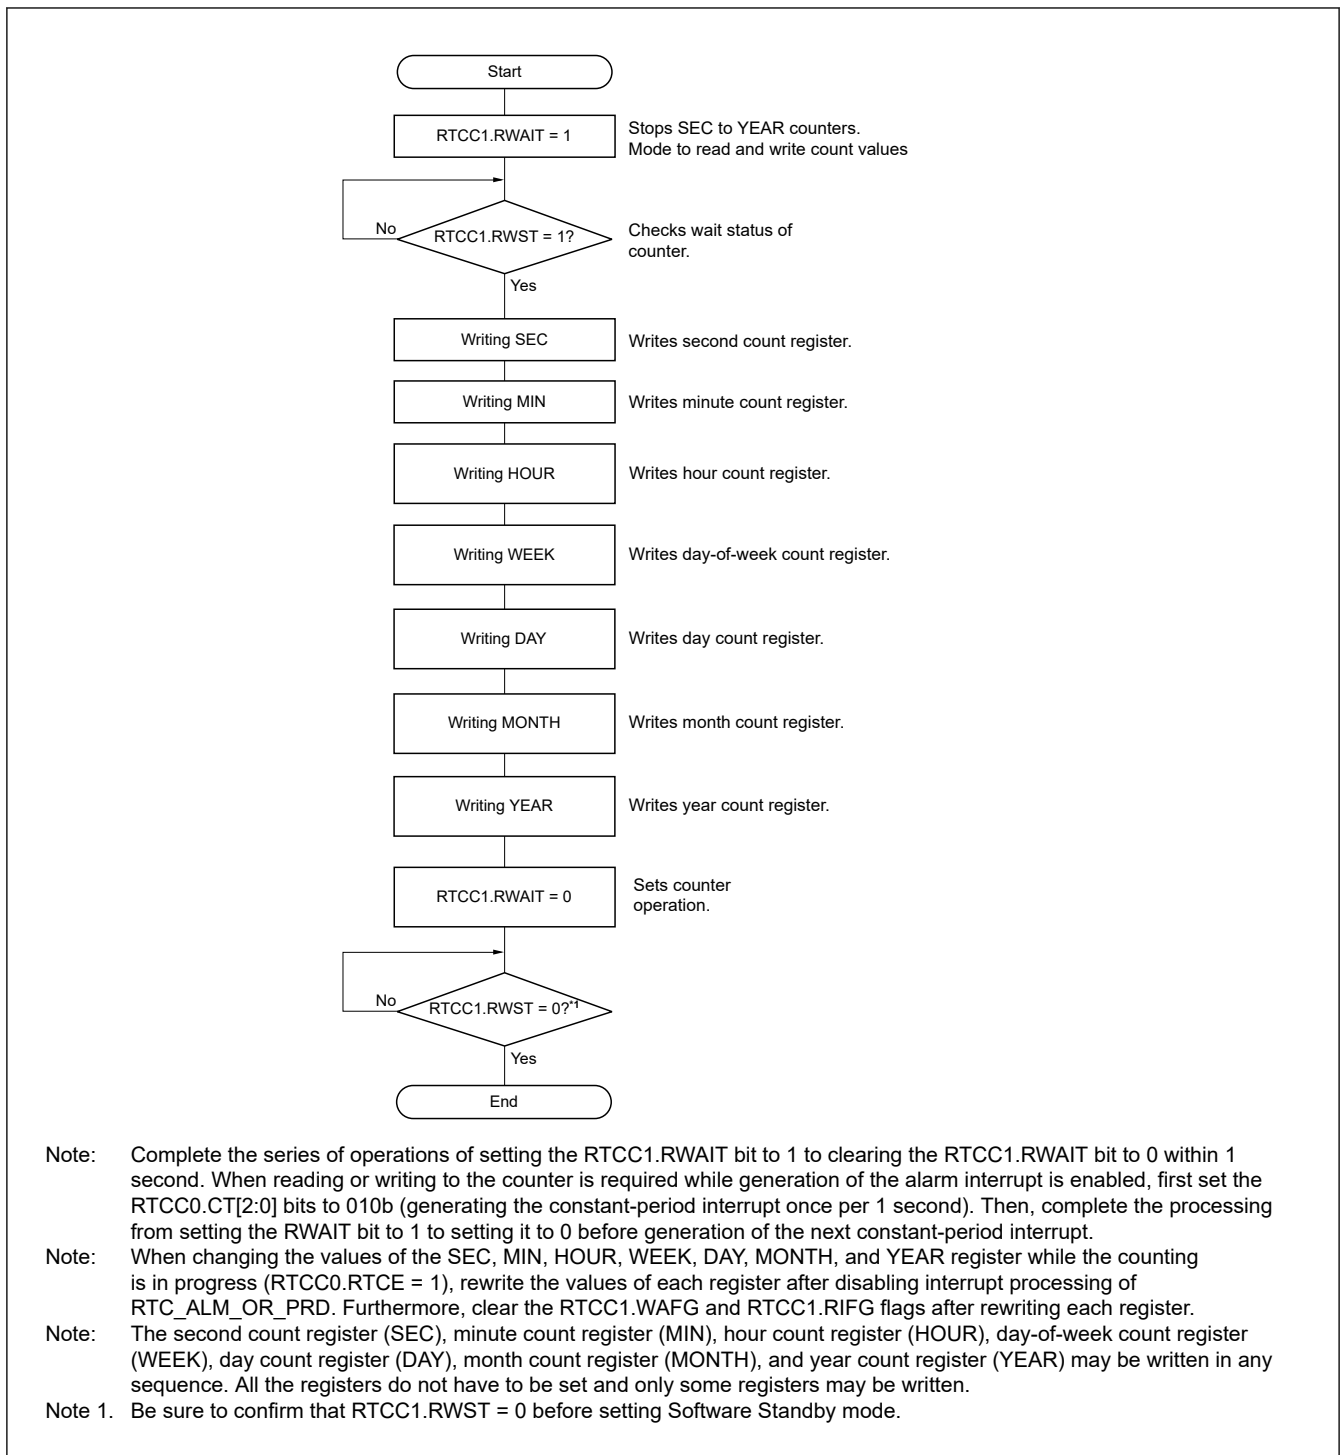 Start
RTCC1.RWAIT = 1
Stops SEC to YEAR counters.
Mode to read and write count values
No
RTCC1.RWST = 1?
Checks wait status of
counter.
Yes
Writing SEC
Writes second count register.
Writing MIN
Writes minute count register.
Writing HOUR
Writes hour count register.
Writing WEEK
Writes day-of-week count register.
Writing DAY
Writes day count register.
Writing MONTH
Writes month count register.
Writing YEAR
Writes year count register.
RTCC1.RWAIT = 0
Sets counter
operation.
No
RTCC1.RWST = 0?*1
Yes
End
Note: Complete the series of operations of setting the RTCC1.RWAIT bit to 1 to clearing the RTCC1.RWAIT bit to 0 within 1
second. When reading or writing to the counter is required while generation of the alarm interrupt is enabled, first set the
RTCC0.CT[2:0] bits to 010b (generating the constant-period interrupt once per 1 second). Then, complete the processing
from setting the RWAIT bit to 1 to setting it to 0 before generation of the next constant-period interrupt.
Note: When changing the values of the SEC, MIN, HOUR, WEEK, DAY, MONTH, and YEAR register while the counting
is in progress (RTCC0.RTCE = 1), rewrite the values of each register after disabling interrupt processing of
RTC_ALM_OR_PRD. Furthermore, clear the RTCC1.WAFG and RTCC1.RIFG flags after rewriting each register.
Note: The second count register (SEC), minute count register (MIN), hour count register (HOUR), day-of-week count register
(WEEK), day count register (DAY), month count register (MONTH), and year count register (YEAR) may be written in any
sequence. All the registers do not have to be set and only some registers may be written.
Note 1. Be sure to confirm that RTCC1.RWST = 0 before setting Software Standby mode.